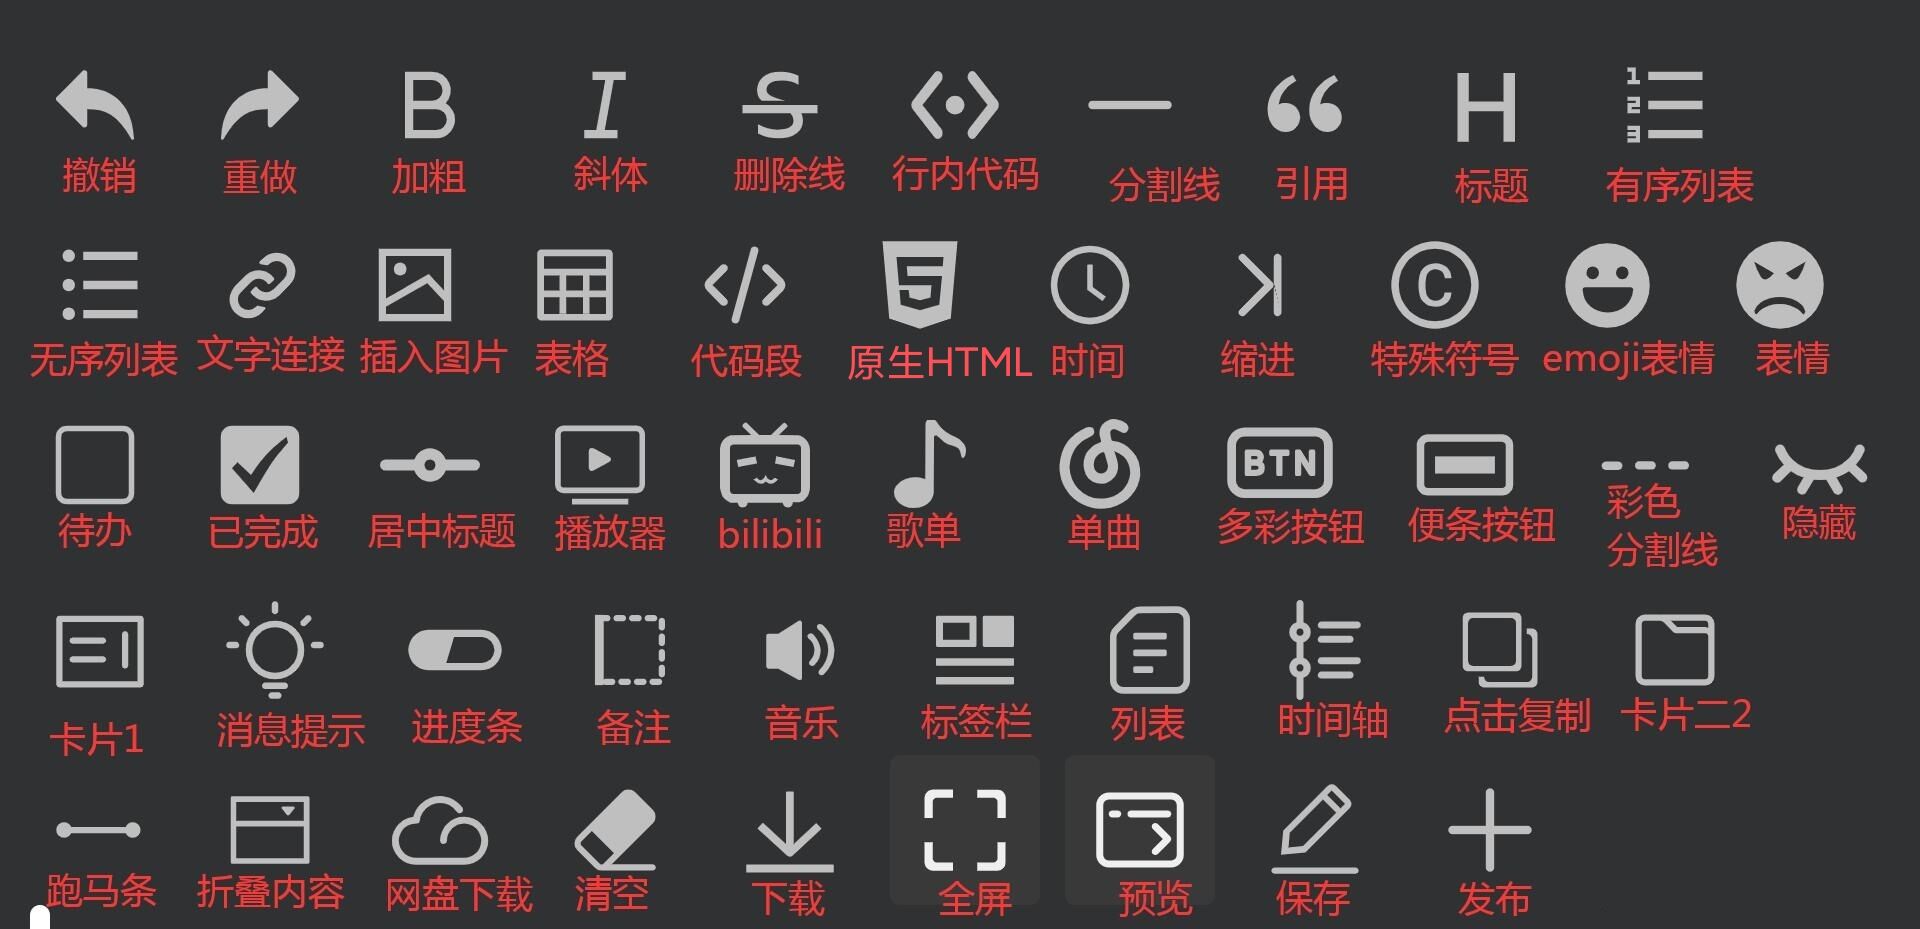 撤销 重做 加粗 斜体 删除线 行内代码 分割线 引用 标题 有序列表
无序列表 文字连接 插入图片 表格 代码段 原生HTML 时间 缩进 特殊符号 emoji表情 表情
BTN
待办 已完成 居中标题 播放器 bilibili 歌单 单曲 多彩按钮 便条按钮 彩色 隐藏
分割线
卡片1 消息提示 进度条 备注 音乐 标签栏 列表 时间轴 点击复制 卡片二2
跑马条 折叠内容 网盘下载 清空 下载 全屏 预览 保存 发布